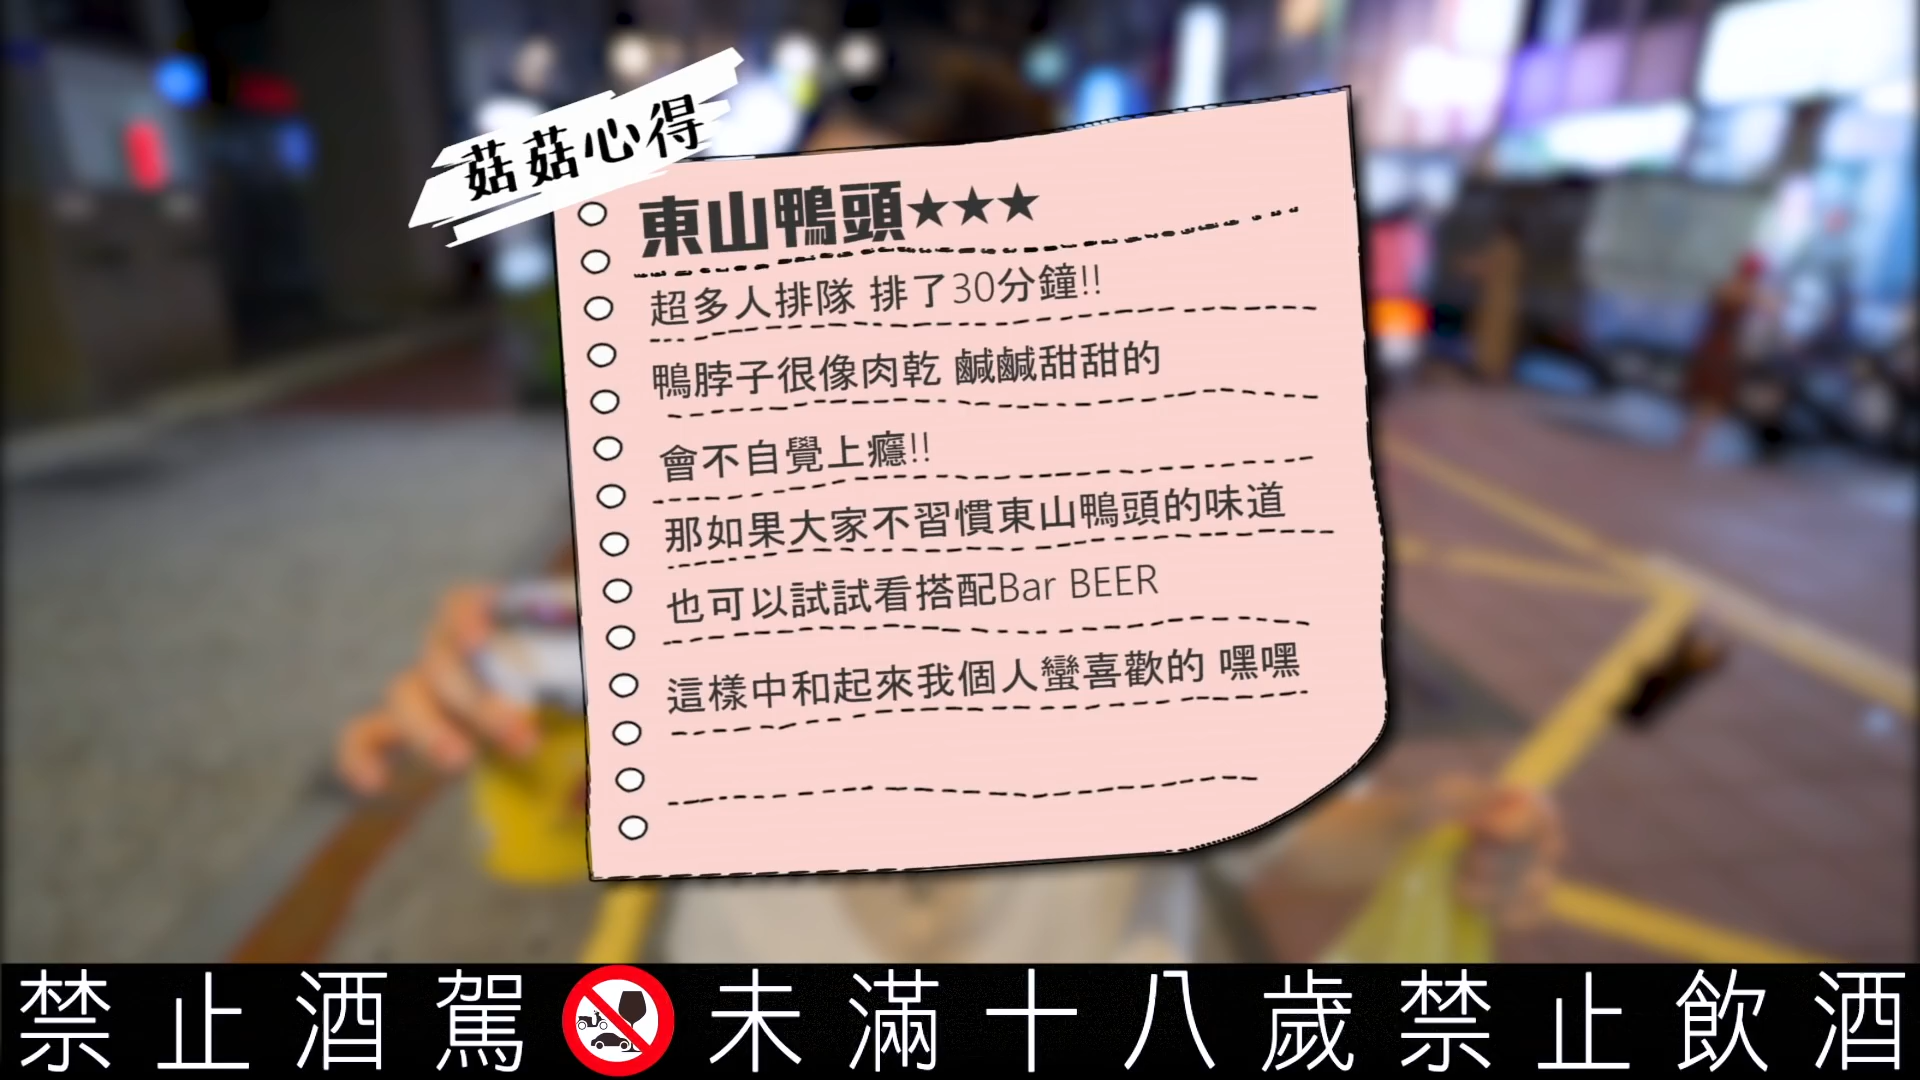 菇菇心得
東山鴨頭★★★
超多人排隊 排了30分鐘!!
鴨脖子很像肉乾 鹹鹹甜甜的
會不自覺上癮!!
那如果大家不習慣東山鴨頭的味道
也可以試試看搭配Bar BEER
這樣中和起來我個人蠻喜歡的 嘿嘿
禁止酒駕 未滿十八歲禁止飲酒